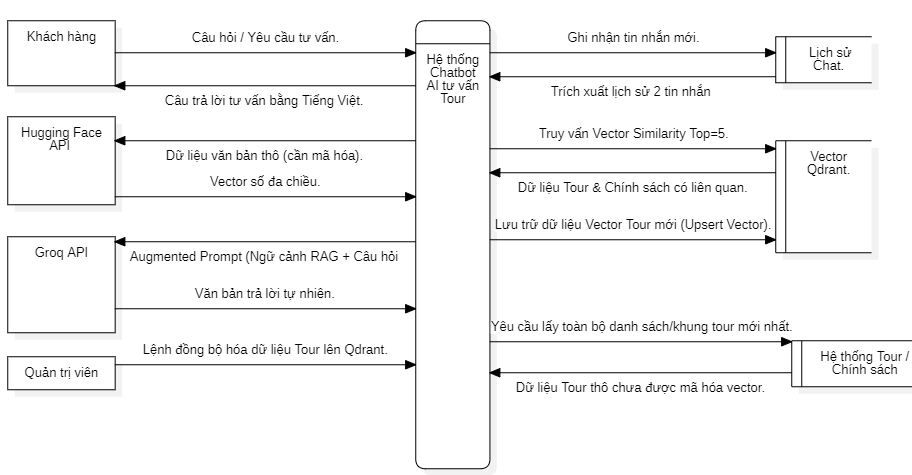 Khách hàng
Câu hỏi / Yêu cầu tư vấn.
Câu trả lời tư vấn bằng Tiếng Việt.
Hugging Face
API
Dữ liệu văn bản thô (cần mã hóa).
Vector số đa chiều.
Groq API
Augmented Prompt (Ngữ cảnh RAG + Câu hỏi
Văn bản trả lời tự nhiên.
Quản trị viên
Lệnh đồng bộ hóa dữ liệu Tour lên Qdrant.
Hệ thống
Chatbot
AI tư vấn
Tour
Ghi nhận tin nhắn mới.
Lịch sử
Chat.
Trích xuất lịch sử 2 tin nhắn
Truy vấn Vector Similarity Top=5.
Vector
Qdrant.
Dữ liệu Tour & Chính sách có liên quan.
Lưu trữ dữ liệu Vector Tour mới (Upsert Vector).
Yêu cầu lấy toàn bộ danh sách/khung tour mới nhất.
Hệ thống Tour /
Chính sách
Dữ liệu Tour thô chưa được mã hóa vector.